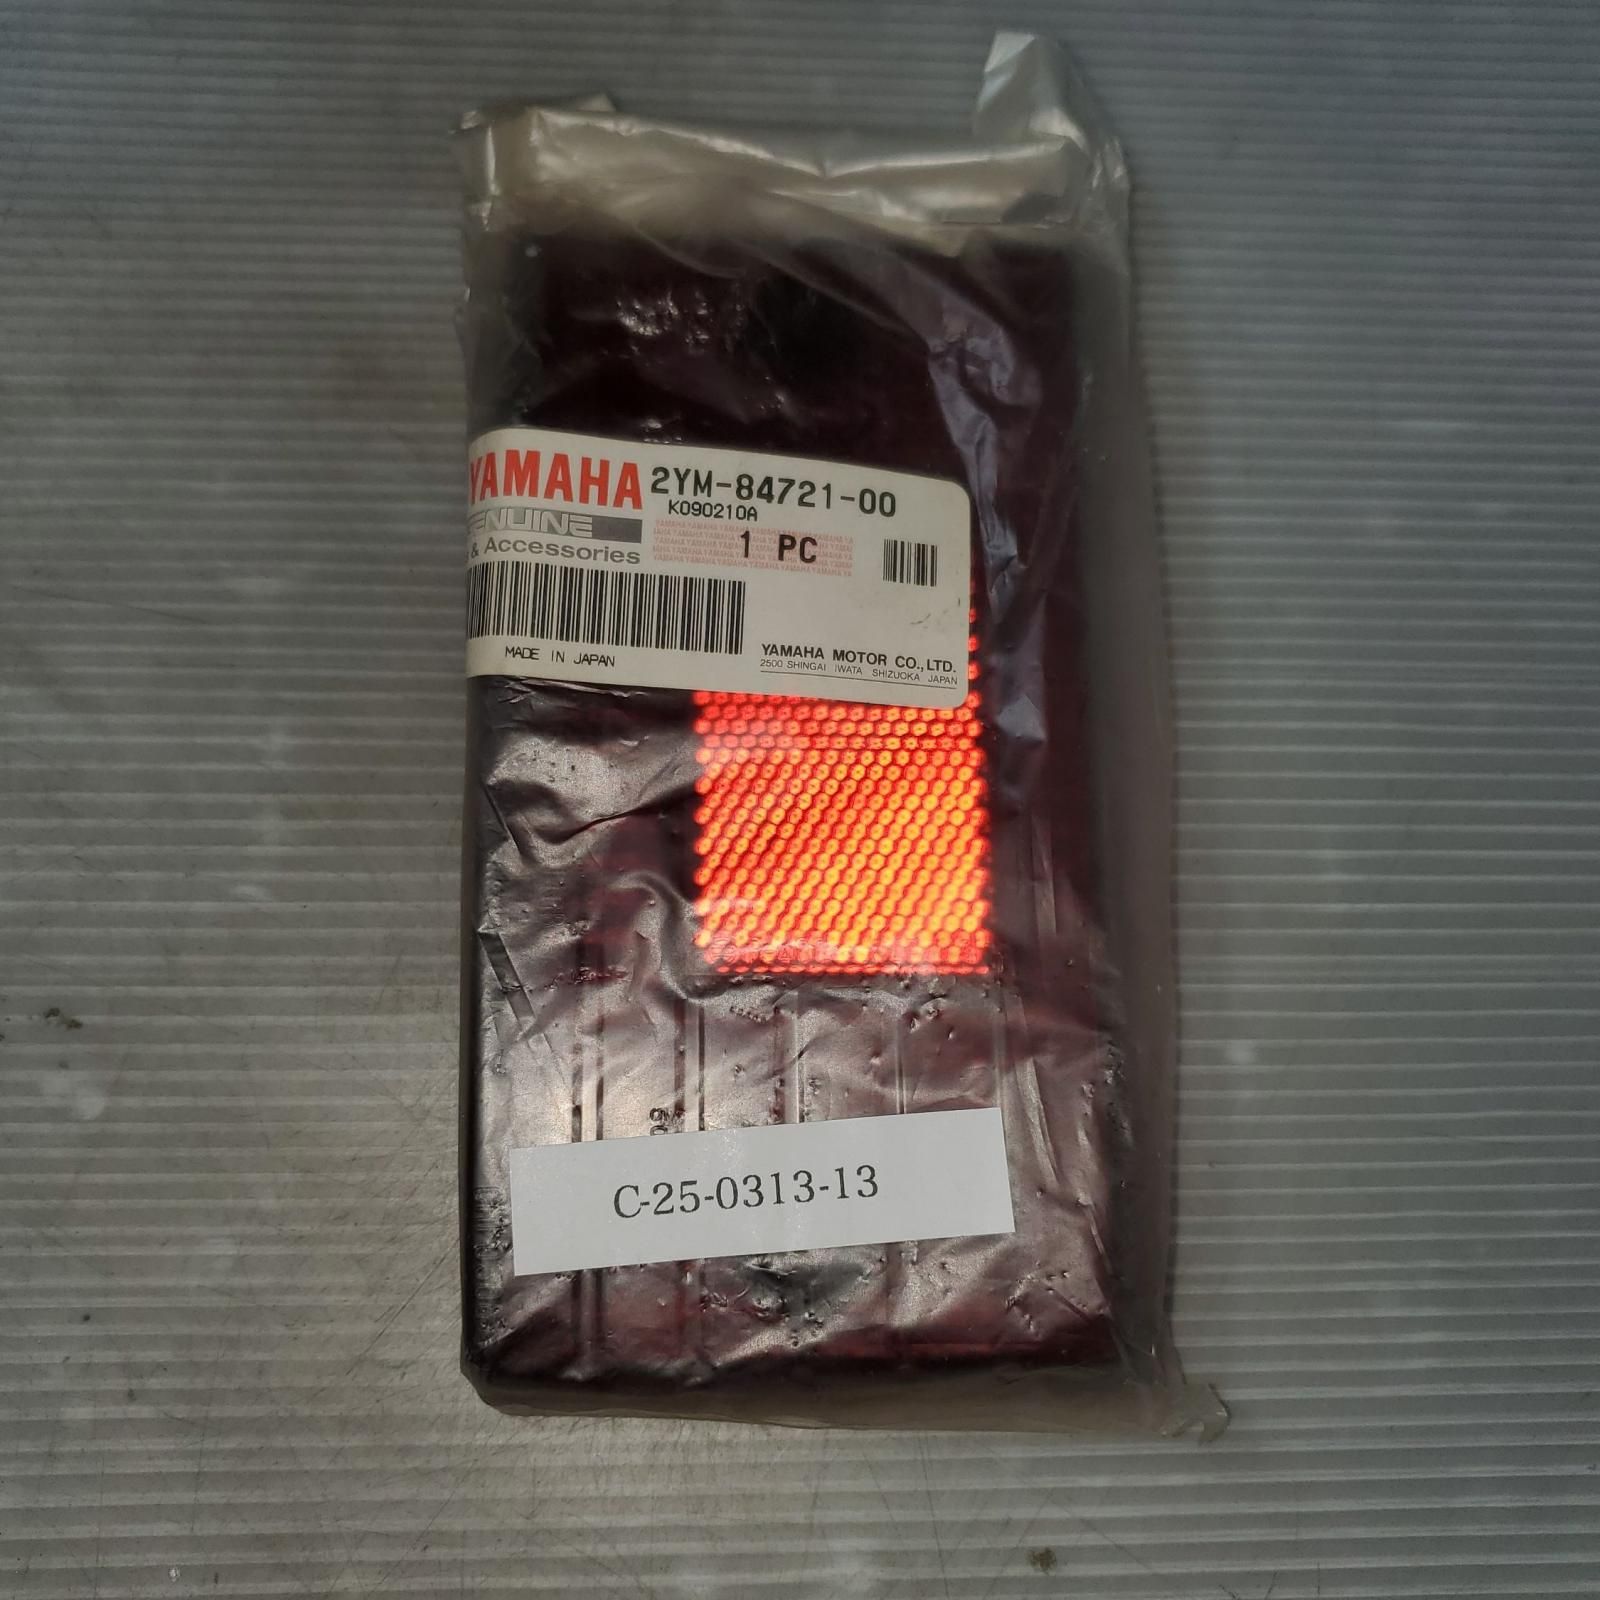 YAMAHA 2YM-84721-00
K090210A
GENUINE
& Accessories
1 PC
MADE IN JAPAN
YAMAHA MOTOR CO.,LTD.
2500 SHINGAI IWATA SHIZUOKA JAPAN
C-25-0313-13